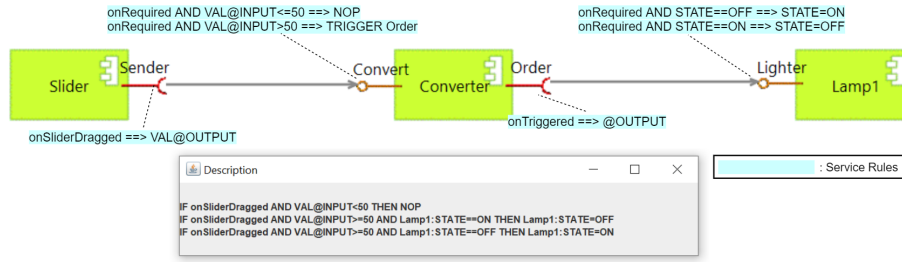 onRequired AND VAL@INPUT<=50 ==> NOP
onRequired AND VAL@INPUT>50 ==> TRIGGER Order
onRequired AND STATE==OFF ==> STATE=ON
onRequired AND STATE==ON ==> STATE=OFF
Slider
Sender
Convert
Converter
Order
Lighter
Lamp1
onSliderDragged ==> VAL@OUTPUT
onTriggered ==> @OUTPUT
Description
: Service Rules
IF onSliderDragged AND VAL@INPUT<50 THEN NOP
IF onSliderDragged AND VAL@INPUT>=50 AND Lamp1:STATE==ON THEN Lamp1:STATE=OFF
IF onSliderDragged AND VAL@INPUT>=50 AND Lamp1:STATE==OFF THEN Lamp1:STATE=ON